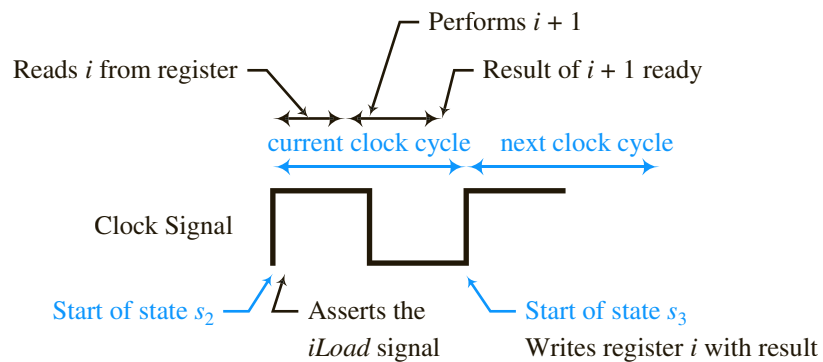 Performs i + 1
Reads i from register
Result of i + 1 ready
current clock cycle
next clock cycle
Clock Signal
Start of state s₂
Asserts the
iLoad signal
Start of state s₃
Writes register i with result